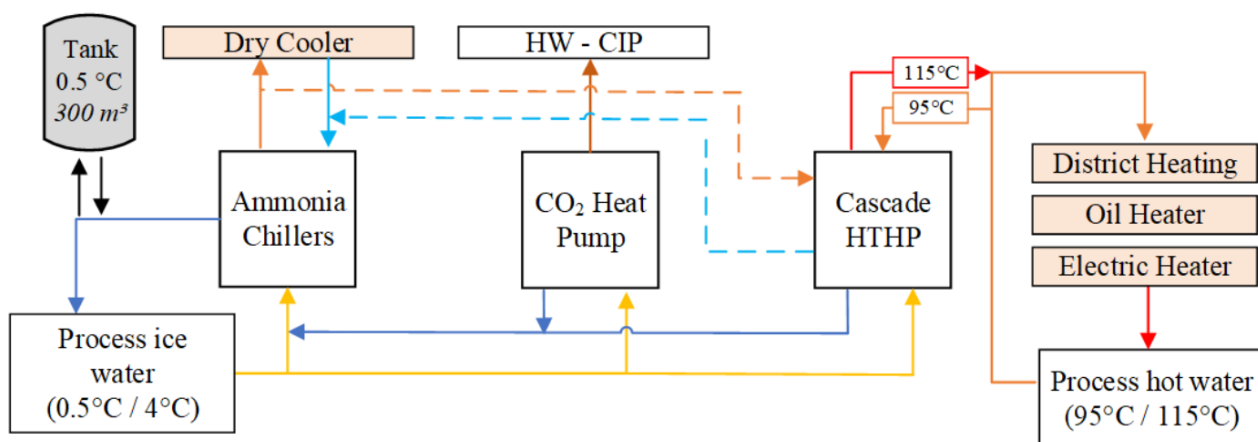 Tank
0.5 °C
300 m³
Dry Cooler
HW - CIP
115°C
95°C
Ammonia
Chillers
CO₂ Heat
Pump
Cascade
HTHP
District Heating
Oil Heater
Electric Heater
Process ice
water
(0.5°C / 4°C)
Process hot water
(95°C / 115°C)